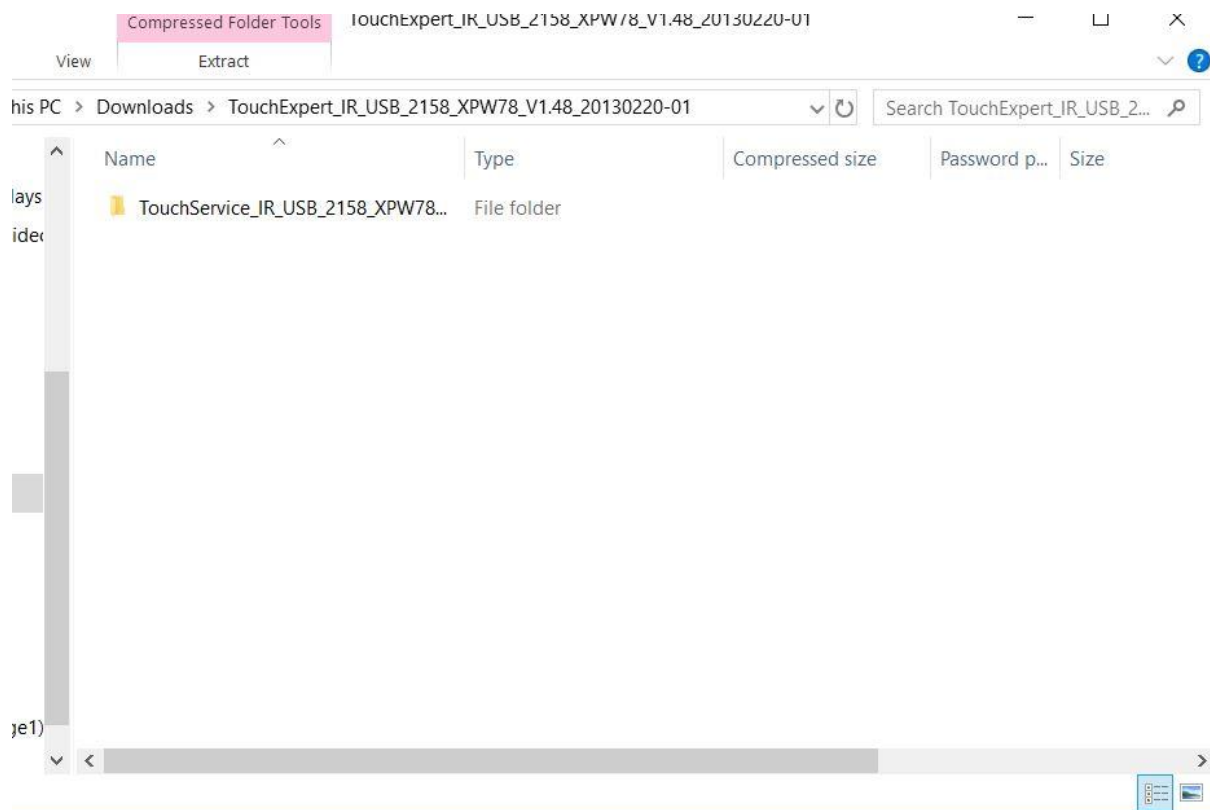 Compressed Folder Tools TouchExpert_IR_USB_2158_XPW78_V1.48_20130220-01
View Extract
his PC > Downloads > TouchExpert_IR_USB_2158_XPW78_V1.48_20130220-01 Search TouchExpert_IR_USB_2...
Name Type Compressed size Password p... Size
lays
TouchService_IR_USB_2158_XPW78... File folder
ide
ge1)